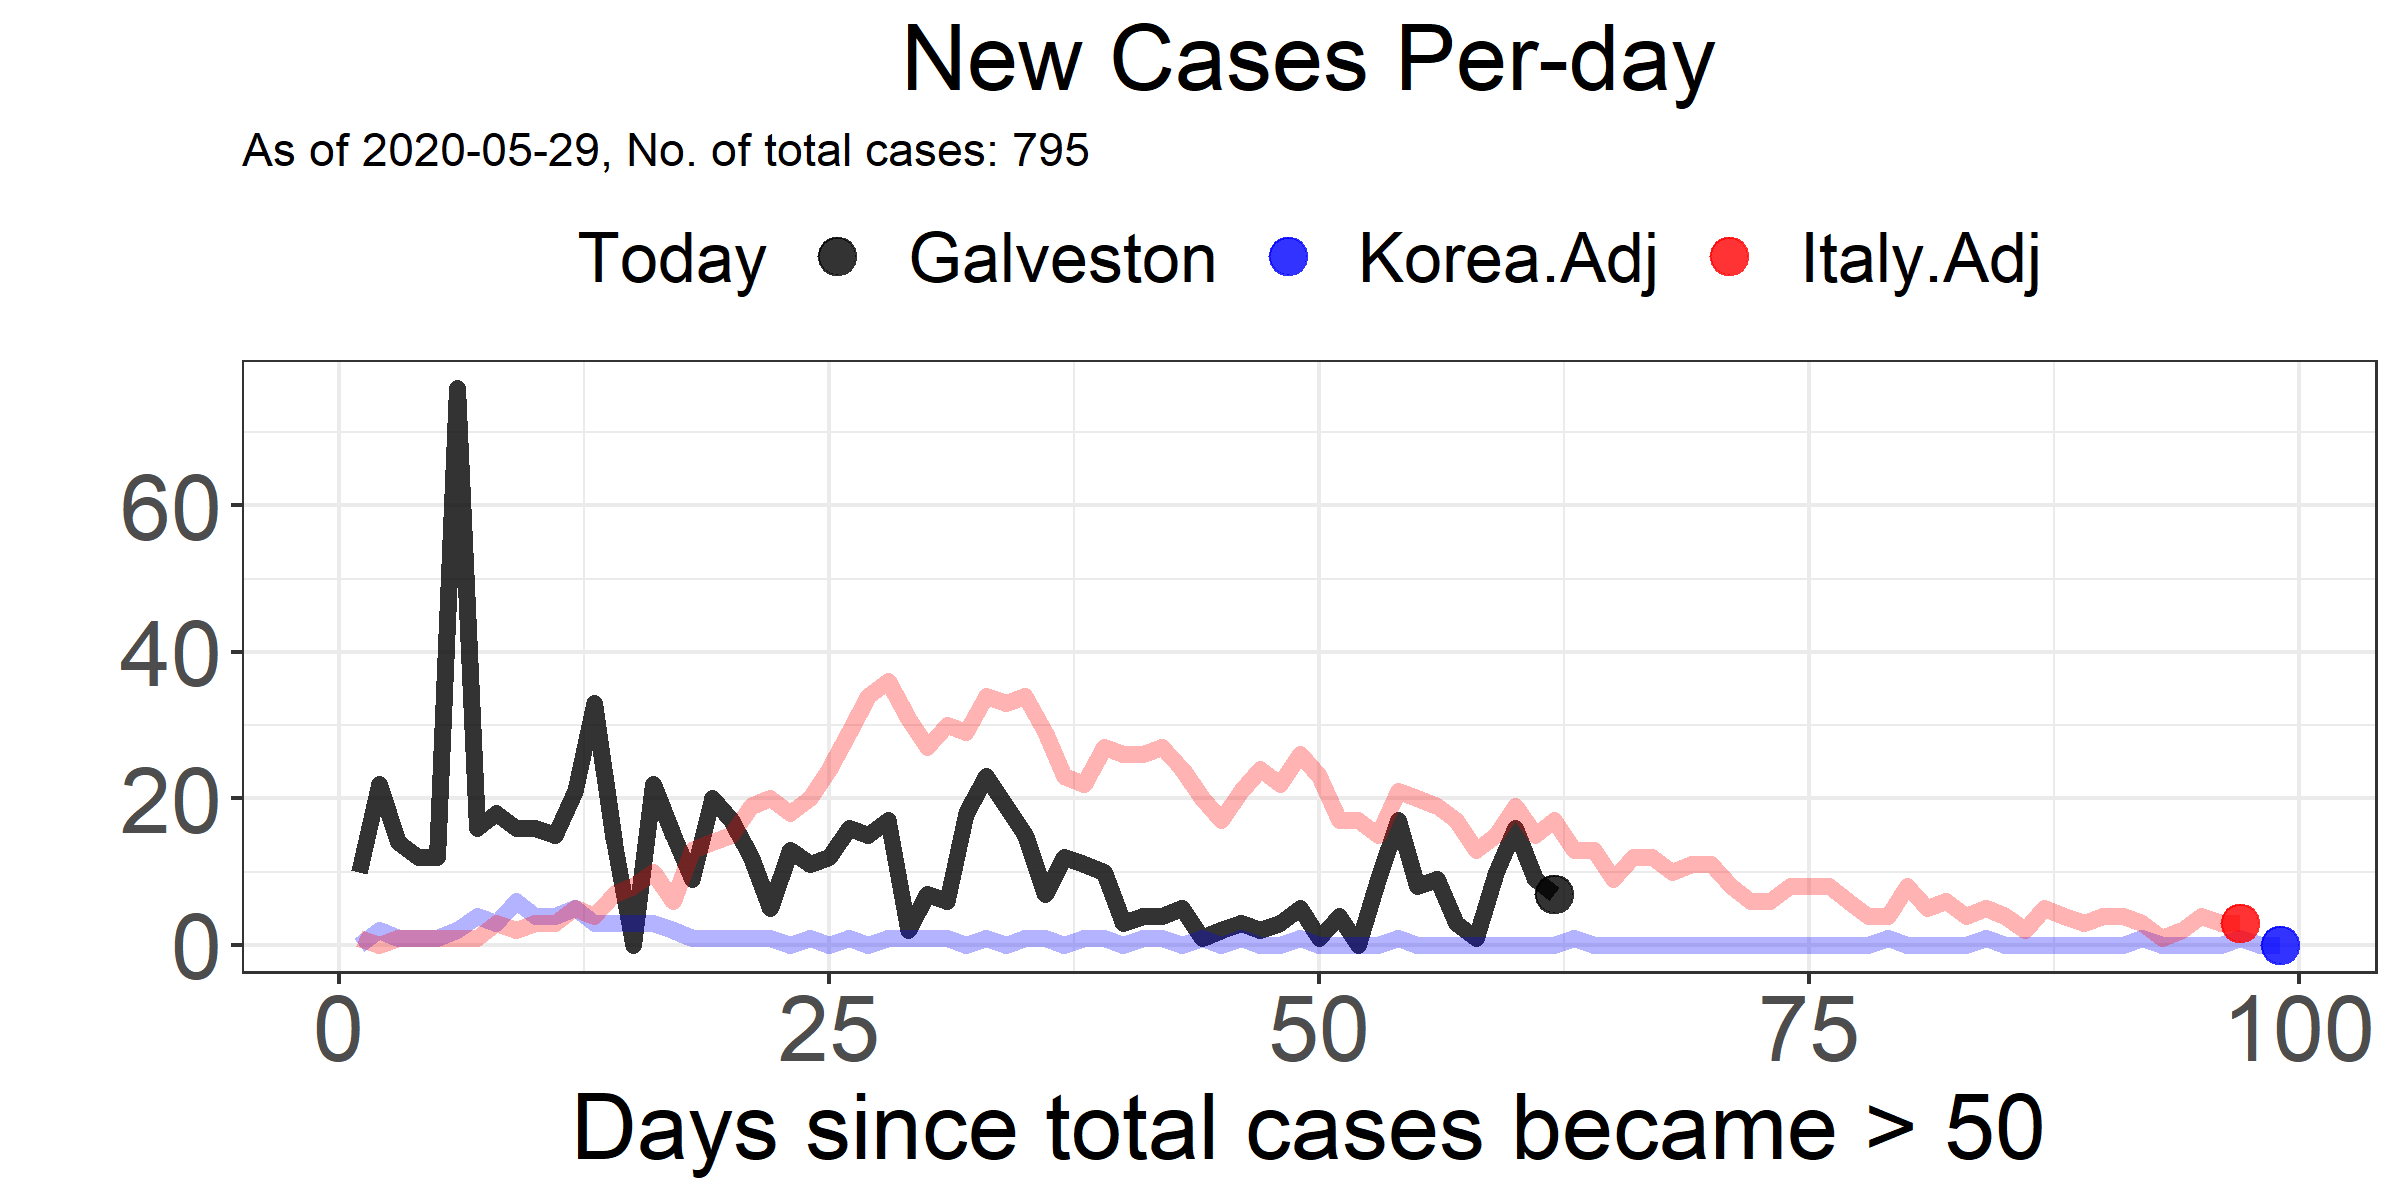 New Cases Per-day
As of 2020-05-29, No. of total cases: 795
Today Galveston Korea.Adj Italy.Adj
60
40
20
0
0 25 50 75 100
Days since total cases became > 50